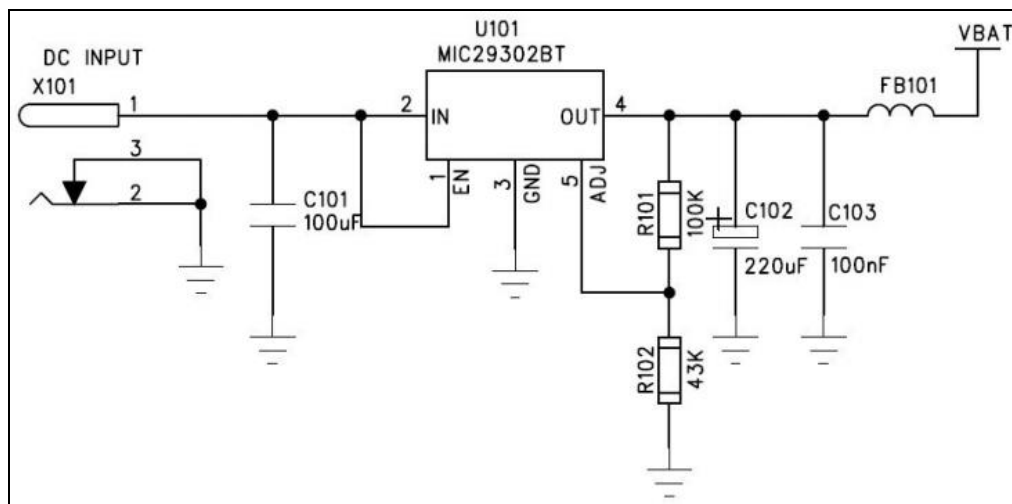 U101
MIC29302BT
DC INPUT
X101
1
3
2
C101
100uF
2
IN
OUT
4
1
EN
3
GND
5
ADJ
R101
100K
R102
43K
+
C102
220uF
C103
100nF
FB101
VBAT